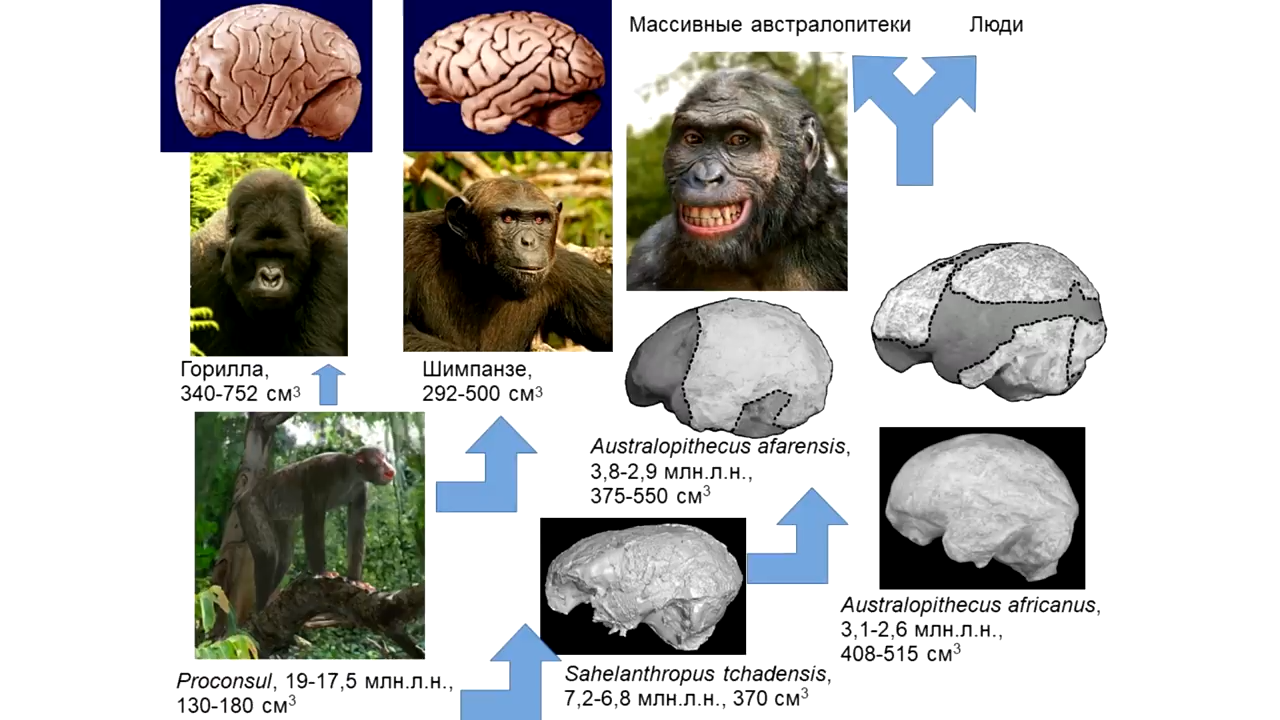 Массивные австралопитеки
Люди
Горилла,
340-752 см³
Шимпанзе,
292-500 см³
Australopithecus afarensis,
3,8-2,9 млн.л.н.,
375-550 см³
Australopithecus africanus,
3,1-2,6 млн.л.н.,
408-515 см³
Sahelanthropus tchadensis,
7,2-6,8 млн.л.н., 370 см³
Proconsul, 19-17,5 млн.л.н.,
130-180 см³